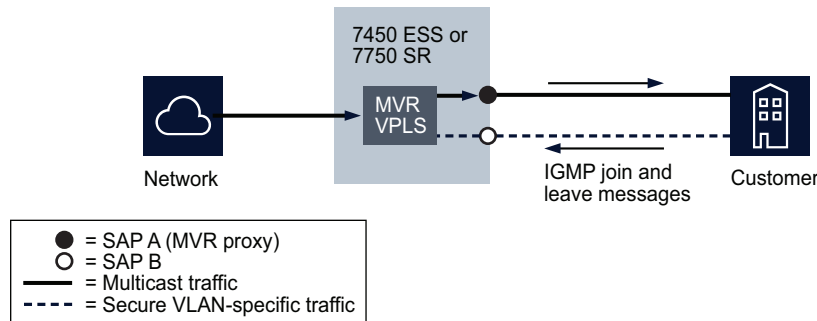 7450 ESS or
7750 SR
MVR
VPLS
Network
IGMP join and
leave messages
Customer
= SAP A (MVR proxy)
= SAP B
= Multicast traffic
= Secure VLAN-specific traffic